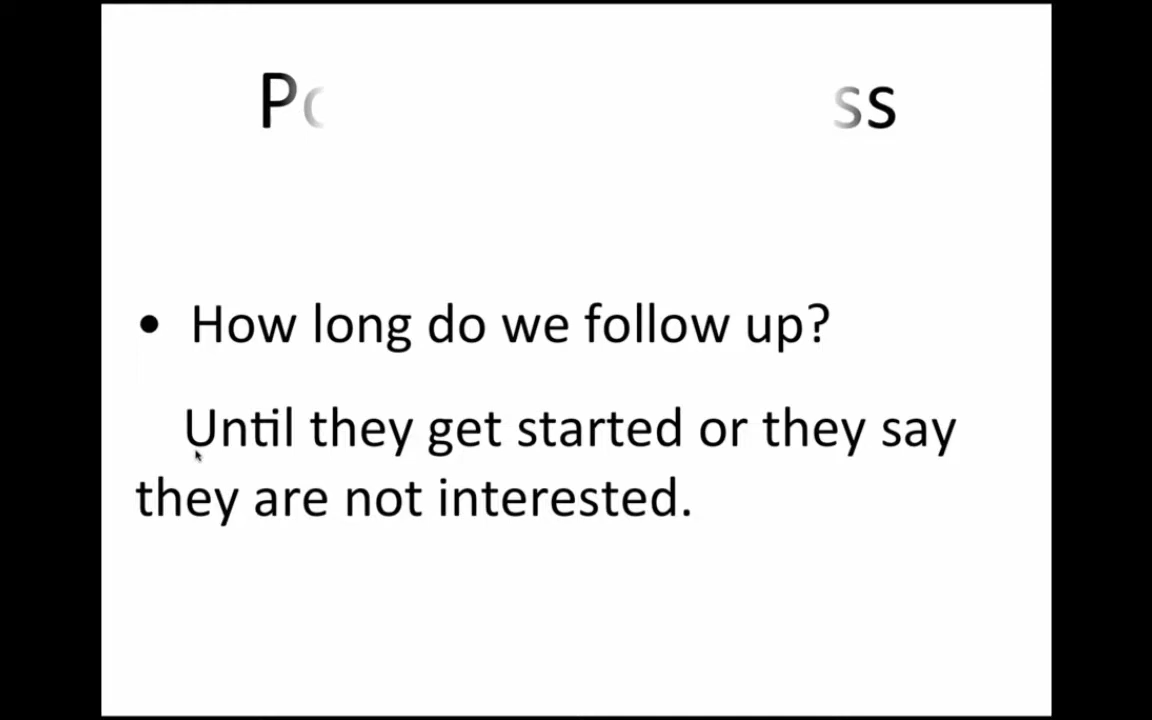 • How long do we follow up?
Until they get started or they say
they are not interested.